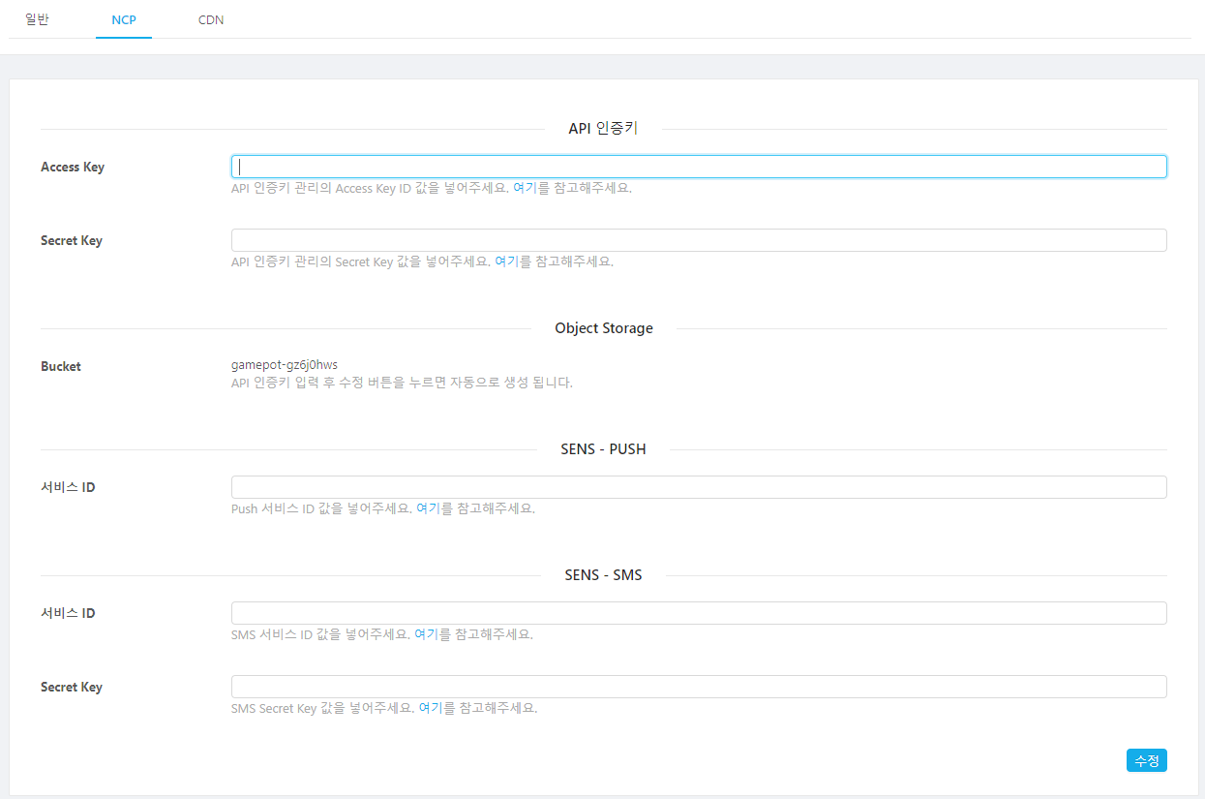 일반 NCP CDN
API 인증키
Access Key
API 인증키 관리의 Access Key ID 값을 넣어주세요. 여기를 참고해주세요.
Secret Key
API 인증키 관리의 Secret Key 값을 넣어주세요. 여기를 참고해주세요.
Object Storage
Bucket gamepot-gz6j0hws
API 인증키 입력 후 수정 버튼을 누르면 자동으로 생성 됩니다.
SENS - PUSH
서비스 ID
Push 서비스 ID 값을 넣어주세요. 여기를 참고해주세요.
SENS - SMS
서비스 ID
SMS 서비스 ID 값을 넣어주세요. 여기를 참고해주세요.
Secret Key
SMS Secret Key 값을 넣어주세요. 여기를 참고해주세요.
수정